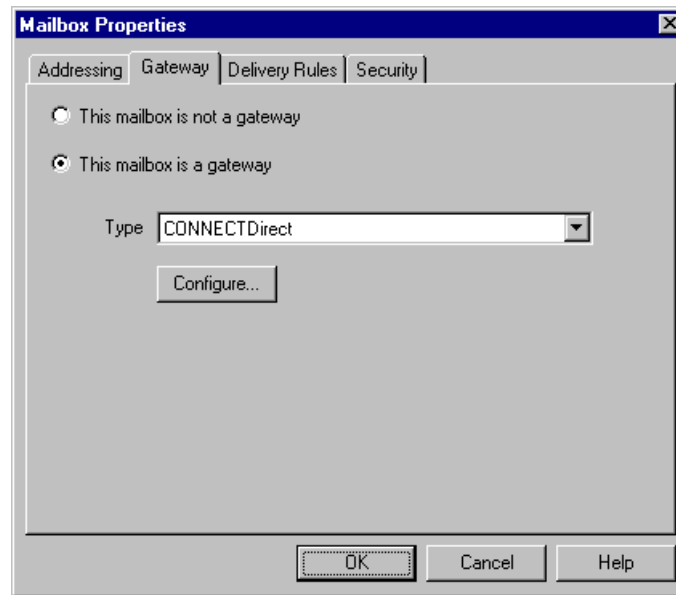 Mailbox Properties
Addressing Gateway Delivery Rules Security
This mailbox is not a gateway
This mailbox is a gateway
Type CONNECTDirect
Configure...
OK Cancel Help